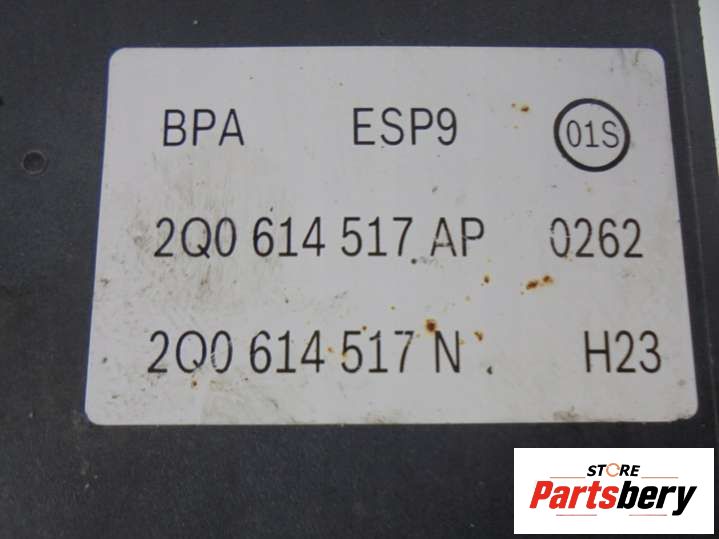 BPA ESP9 01S
2Q0 614 517 AP 0262
2Q0 614 517 N H23
STORE
Partsbery